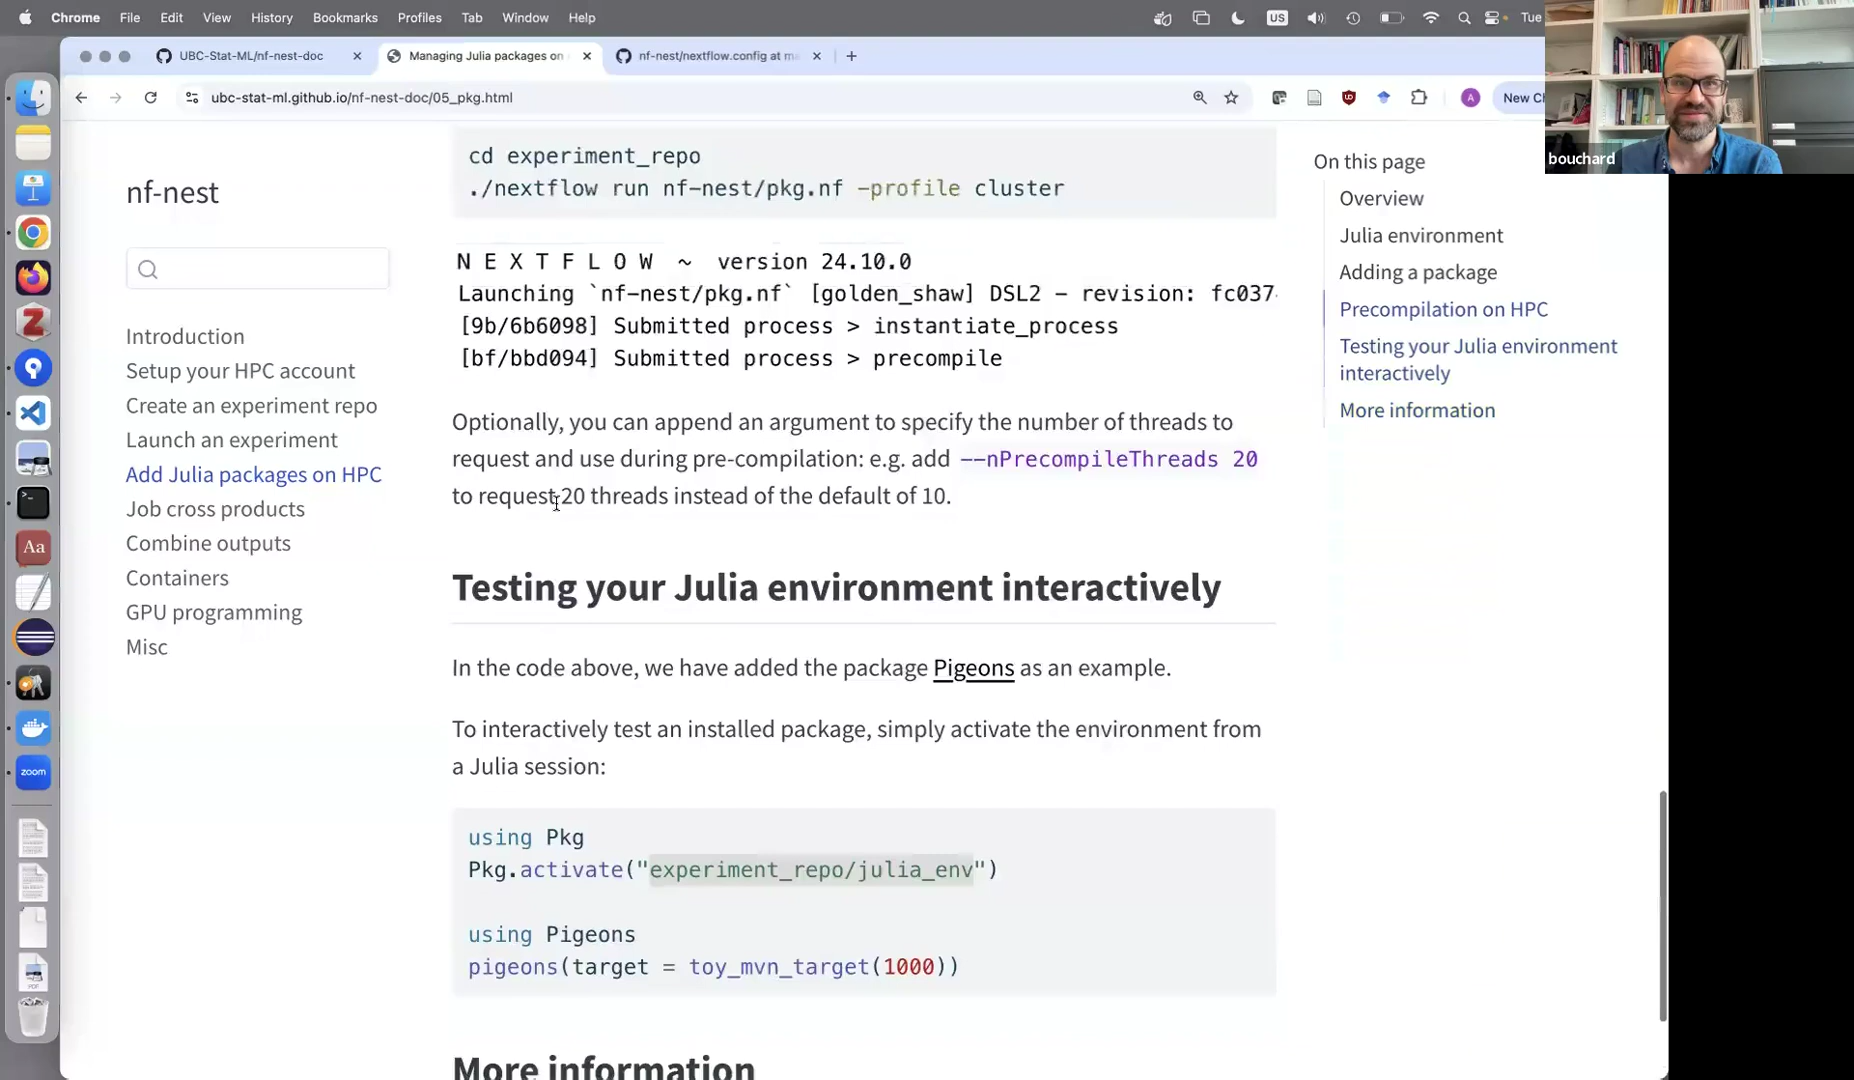 Chrome File Edit View History Bookmarks Profiles Tab Window Help US Tue
UBC-Stat-ML/nf-nest-doc
Managing Julia packages on
nf-nest/nextflow.config at ma
ubc-stat-ml.github.io/nf-nest-doc/05_pkg.html
A
New Ch
bouchard
nf-nest
Introduction
Setup your HPC account
Create an experiment repo
Launch an experiment
Add Julia packages on HPC
Job cross products
Combine outputs
Containers
GPU programming
Misc
cd experiment_repo
./nextflow run nf-nest/pkg.nf -profile cluster
N E X T F L O W ~ version 24.10.0
Launching `nf-nest/pkg.nf` [golden_shaw] DSL2 - revision: fc037
[9b/6b6098] Submitted process > instantiate_process
[bf/bbd094] Submitted process > precompile
Optionally, you can append an argument to specify the number of threads to
request and use during pre-compilation: e.g. add --nPrecompileThreads 20
to request 20 threads instead of the default of 10.
Testing your Julia environment interactively
In the code above, we have added the package Pigeons as an example.
To interactively test an installed package, simply activate the environment from
a Julia session:
using Pkg
Pkg.activate("experiment_repo/julia_env")
using Pigeons
pigeons(target = toy_mvn_target(1000))
More information
On this page
Overview
Julia environment
Adding a package
Precompilation on HPC
Testing your Julia environment
interactively
More information
Aa
zoom
PDF